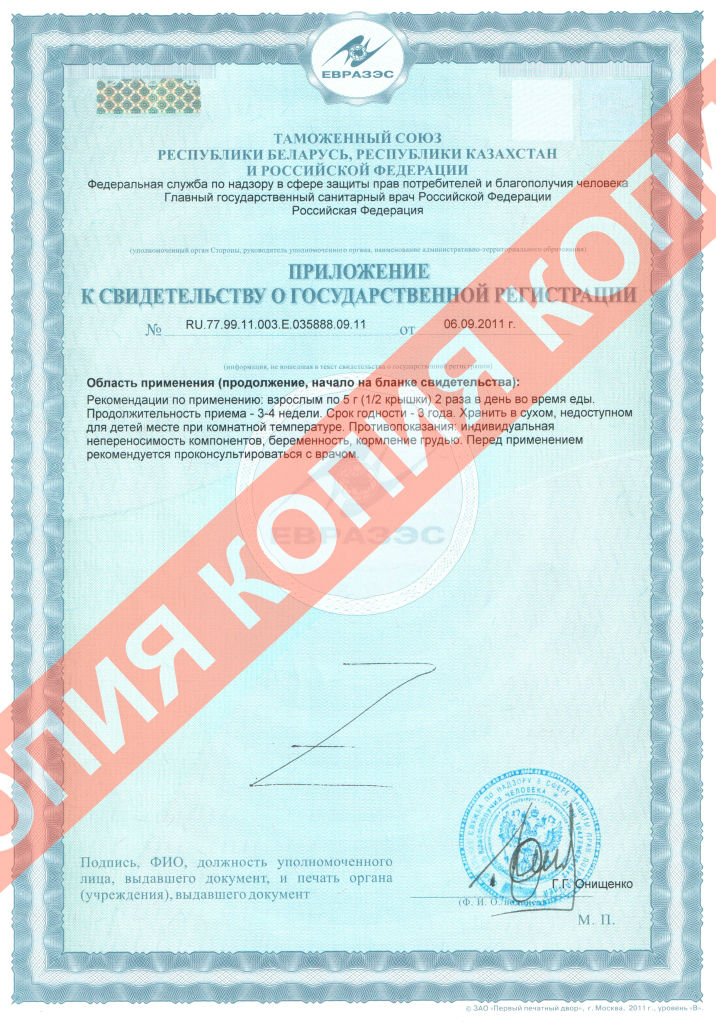 ЕВРАЗЭС
ТАМОЖЕННЫЙ СОЮЗ
РЕСПУБЛИКИ БЕЛАРУСЬ, РЕСПУБЛИКИ КАЗАХСТАН
И РОССИЙСКОЙ ФЕДЕРАЦИИ
Федеральная служба по надзору в сфере защиты прав потребителей и благополучия человека
Главный государственный санитарный врач Российской Федерации
Российская Федерация
(уполномоченный орган Стороны, руководитель уполномоченного органа, наименование административно-территориального образования)
ПРИЛОЖЕНИЕ
К СВИДЕТЕЛЬСТВУ О ГОСУДАРСТВЕННОЙ РЕГИСТРАЦИИ
№ RU.77.99.11.003.Е.035888.09.11 от 06.09.2011 г.
(информация, не вошедшая в текст свидетельства о государственной регистрации)
Область применения (продолжение, начало на бланке свидетельства):
Рекомендации по применению: взрослым по 5 г (1/2 крышки) 2 раза в день во время еды.
Продолжительность приема - 3-4 недели. Срок годности - 3 года. Хранить в сухом, недоступном
для детей месте при комнатной температуре. Противопоказания: индивидуальная
непереносимость компонентов, беременность, кормление грудью. Перед применением
рекомендуется проконсультироваться с врачом.
ЕВРАЗЭС
КОПИЯ КОПИЯ КОПИЯ
Подпись, ФИО, должность уполномоченного
лица, выдавшего документ, и печать органа
(учреждения), выдавшего документ
Г.Г. Онищенко
(Ф. И. О./подпись)
М. П.
© ЗАО «Первый печатный двор», г. Москва, 2011 г., уровень «В».